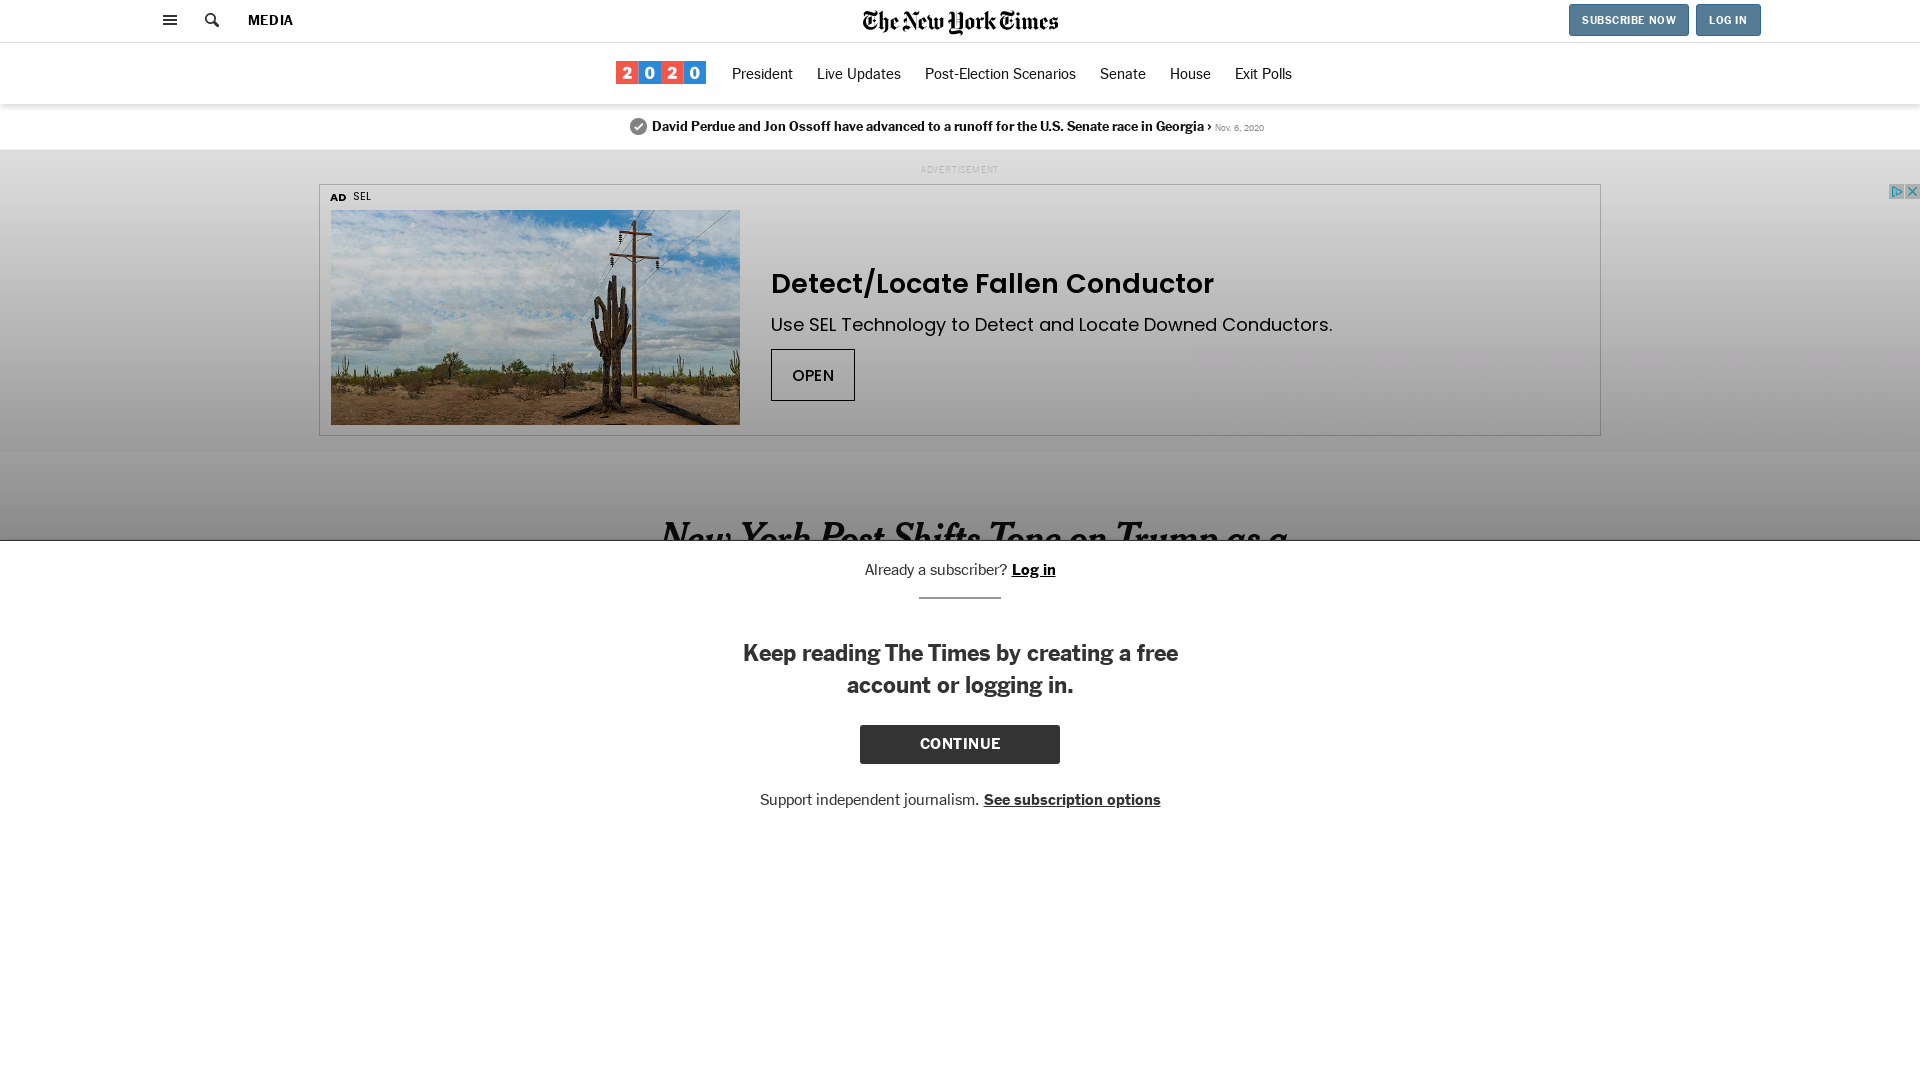 MEDIA
The New York Times
SUBSCRIBE NOW
LOG IN
2020
President
Live Updates
Post-Election Scenarios
Senate
House
Exit Polls
David Perdue and Jon Ossoff have advanced to a runoff for the U.S. Senate race in Georgia › Nov. 6, 2020
ADVERTISEMENT
AD SEL
Detect/Locate Fallen Conductor
Use SEL Technology to Detect and Locate Downed Conductors.
OPEN
New York Post Shifts Tone on Trump as a
Already a subscriber? Log in
Keep reading The Times by creating a free
account or logging in.
CONTINUE
Support independent journalism. See subscription options